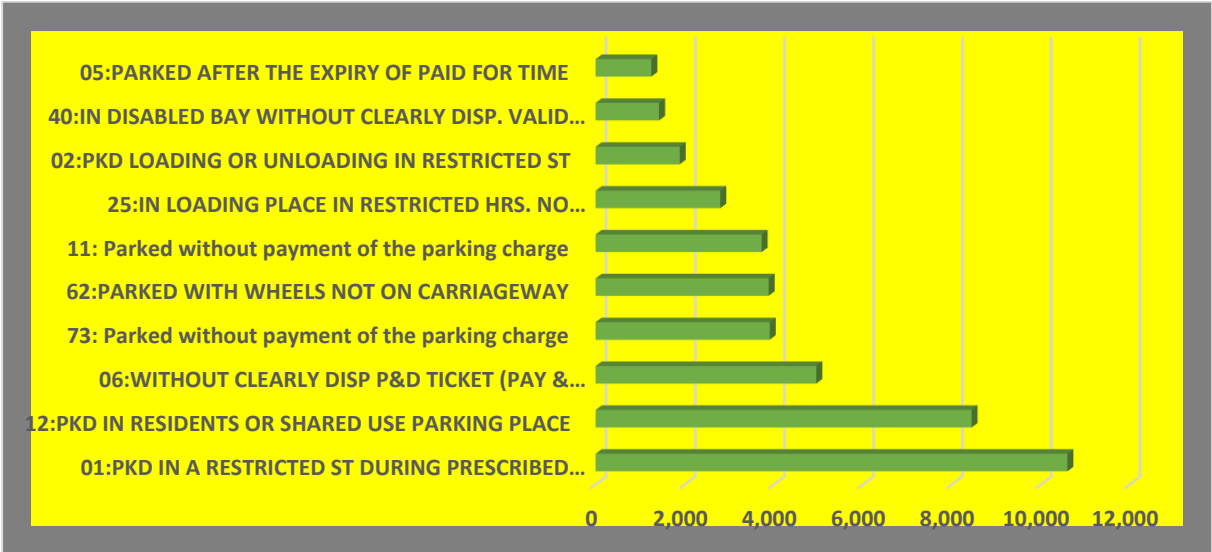 05:PARKED AFTER THE EXPIRY OF PAID FOR TIME
40:IN DISABLED BAY WITHOUT CLEARLY DISP. VALID...
02:PKD LOADING OR UNLOADING IN RESTRICTED ST
25:IN LOADING PLACE IN RESTRICTED HRS. NO...
11: Parked without payment of the parking charge
62:PARKED WITH WHEELS NOT ON CARRIAGEWAY
73: Parked without payment of the parking charge
06:WITHOUT CLEARLY DISP P&D TICKET (PAY &...
12:PKD IN RESIDENTS OR SHARED USE PARKING PLACE
01:PKD IN A RESTRICTED ST DURING PRESCRIBED...
0 2,000 4,000 6,000 8,000 10,000 12,000